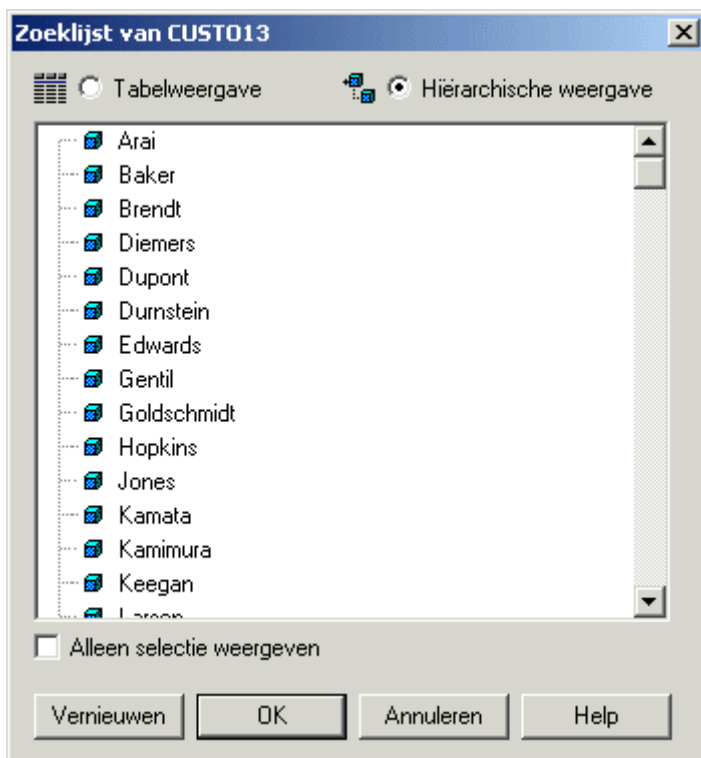 Zoeklijst van CUSTO13
Tabelweergave Hiërarchische weergave
Arai
Baker
Brendt
Diemers
Dupont
Durnstein
Edwards
Gentil
Goldschmidt
Hopkins
Jones
Kamata
Kamimura
Keegan
Alleen selectie weergeven
Vernieuwen OK Annuleren Help